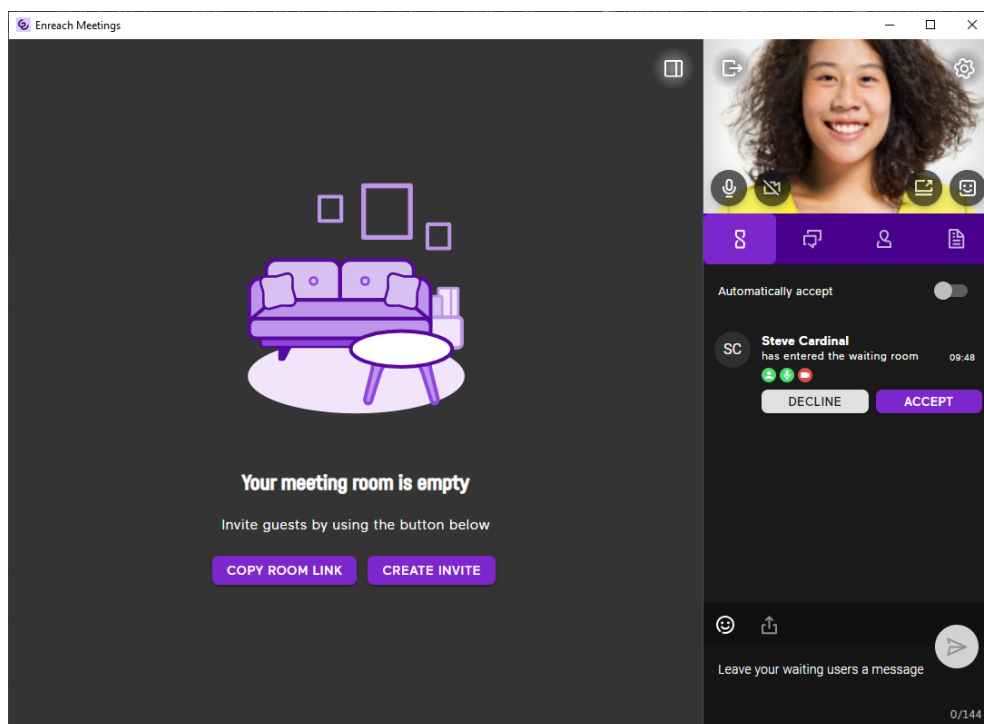 Enreach Meetings
Automatically accept
SC
Steve Cardinal
has entered the waiting room
09:48
DECLINE
ACCEPT
Your meeting room is empty
Invite guests by using the button below
COPY ROOM LINK
CREATE INVITE
Leave your waiting users a message
0/144